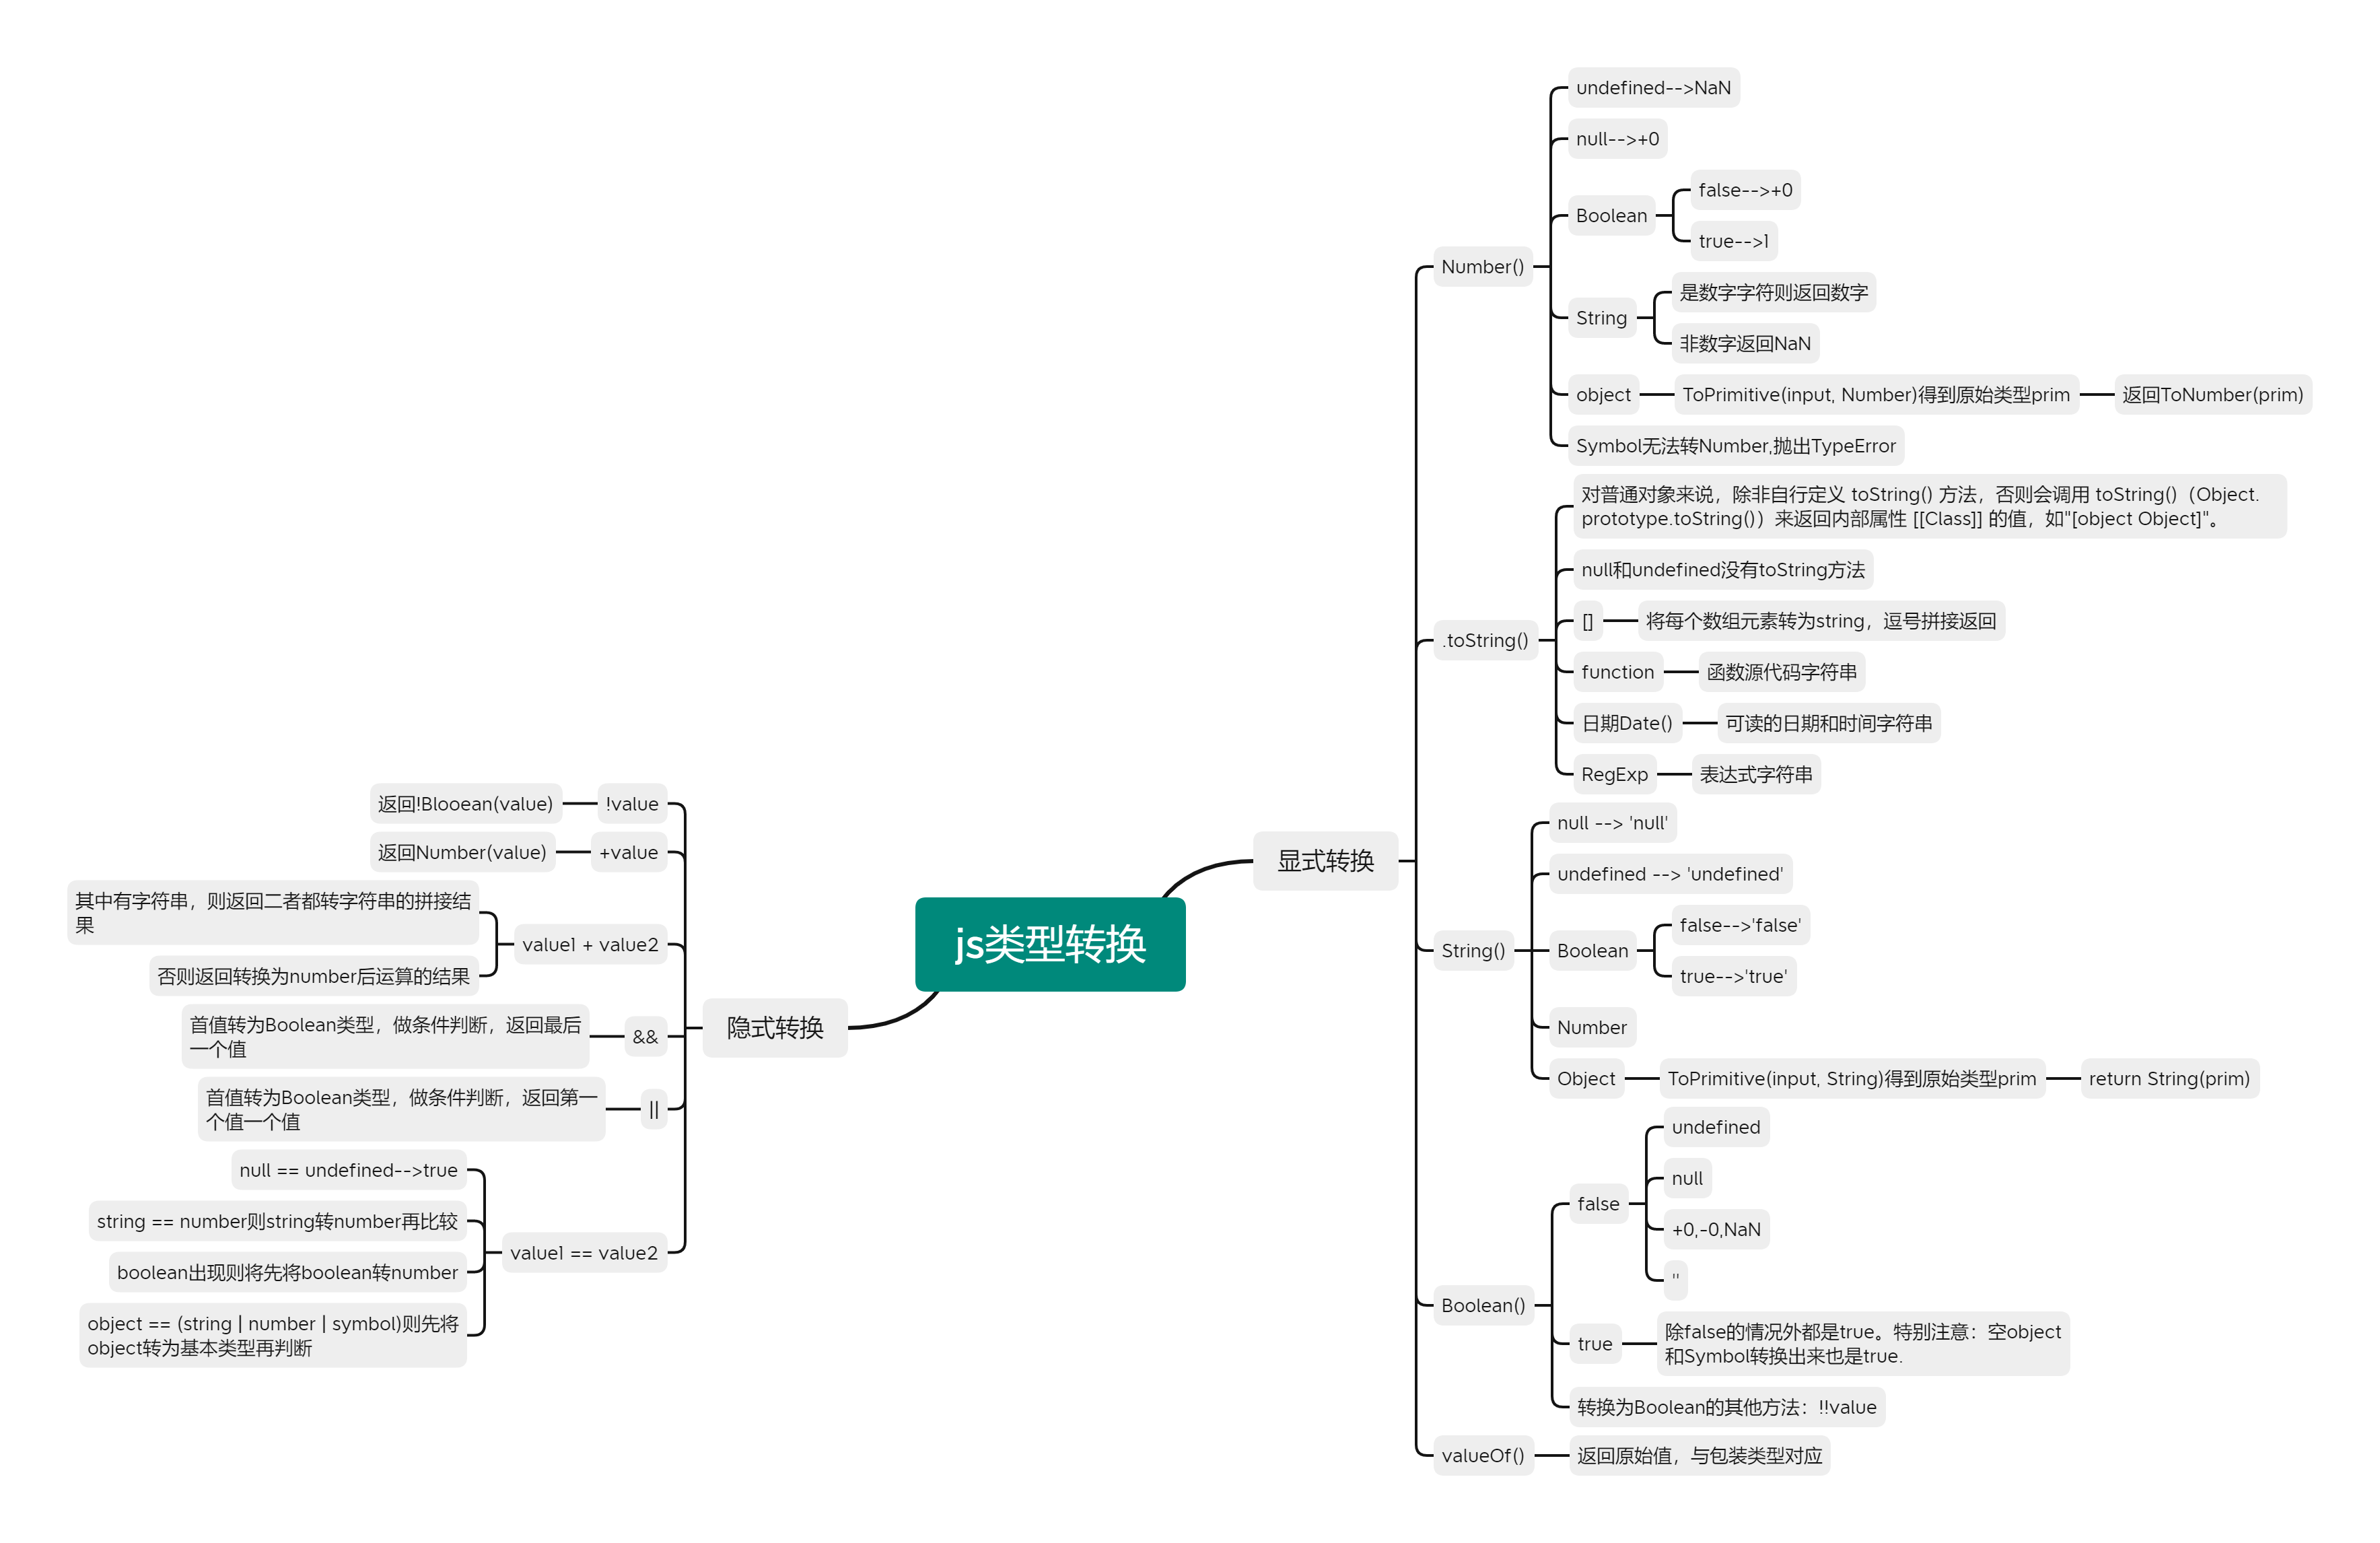 js类型转换
显式转换
Number()
undefined-->NaN
null-->+0
Boolean
false-->+0
true-->1
String
是数字字符则返回数字
非数字返回NaN
object
ToPrimitive(input, Number)得到原始类型prim
返回ToNumber(prim)
Symbol无法转Number,抛出TypeError
.toString()
对普通对象来说，除非自行定义 toString() 方法，否则会调用 toString()（Object.
prototype.toString()）来返回内部属性 [[Class]] 的值，如"[object Object]"。
null和undefined没有toString方法
[]
将每个数组元素转为string，逗号拼接返回
function
函数源代码字符串
日期Date()
可读的日期和时间字符串
RegExp
表达式字符串
String()
null --> 'null'
undefined --> 'undefined'
Boolean
false-->'false'
true-->'true'
Number
Object
ToPrimitive(input, String)得到原始类型prim
return String(prim)
Boolean()
false
undefined
null
+0,-0,NaN
''
true
除false的情况外都是true。特别注意：空object
和Symbol转换出来也是true.
转换为Boolean的其他方法：!!value
valueOf()
返回原始值，与包装类型对应
隐式转换
!value
返回!Blooean(value)
+value
返回Number(value)
value1 + value2
其中有字符串，则返回二者都转字符串的拼接结
果
否则返回转换为number后运算的结果
&&
首值转为Boolean类型，做条件判断，返回最后
一个值
||
首值转为Boolean类型，做条件判断，返回第一
个值一个值
value1 == value2
null == undefined-->true
string == number则string转number再比较
boolean出现则将先将boolean转number
object == (string | number | symbol)则先将
object转为基本类型再判断